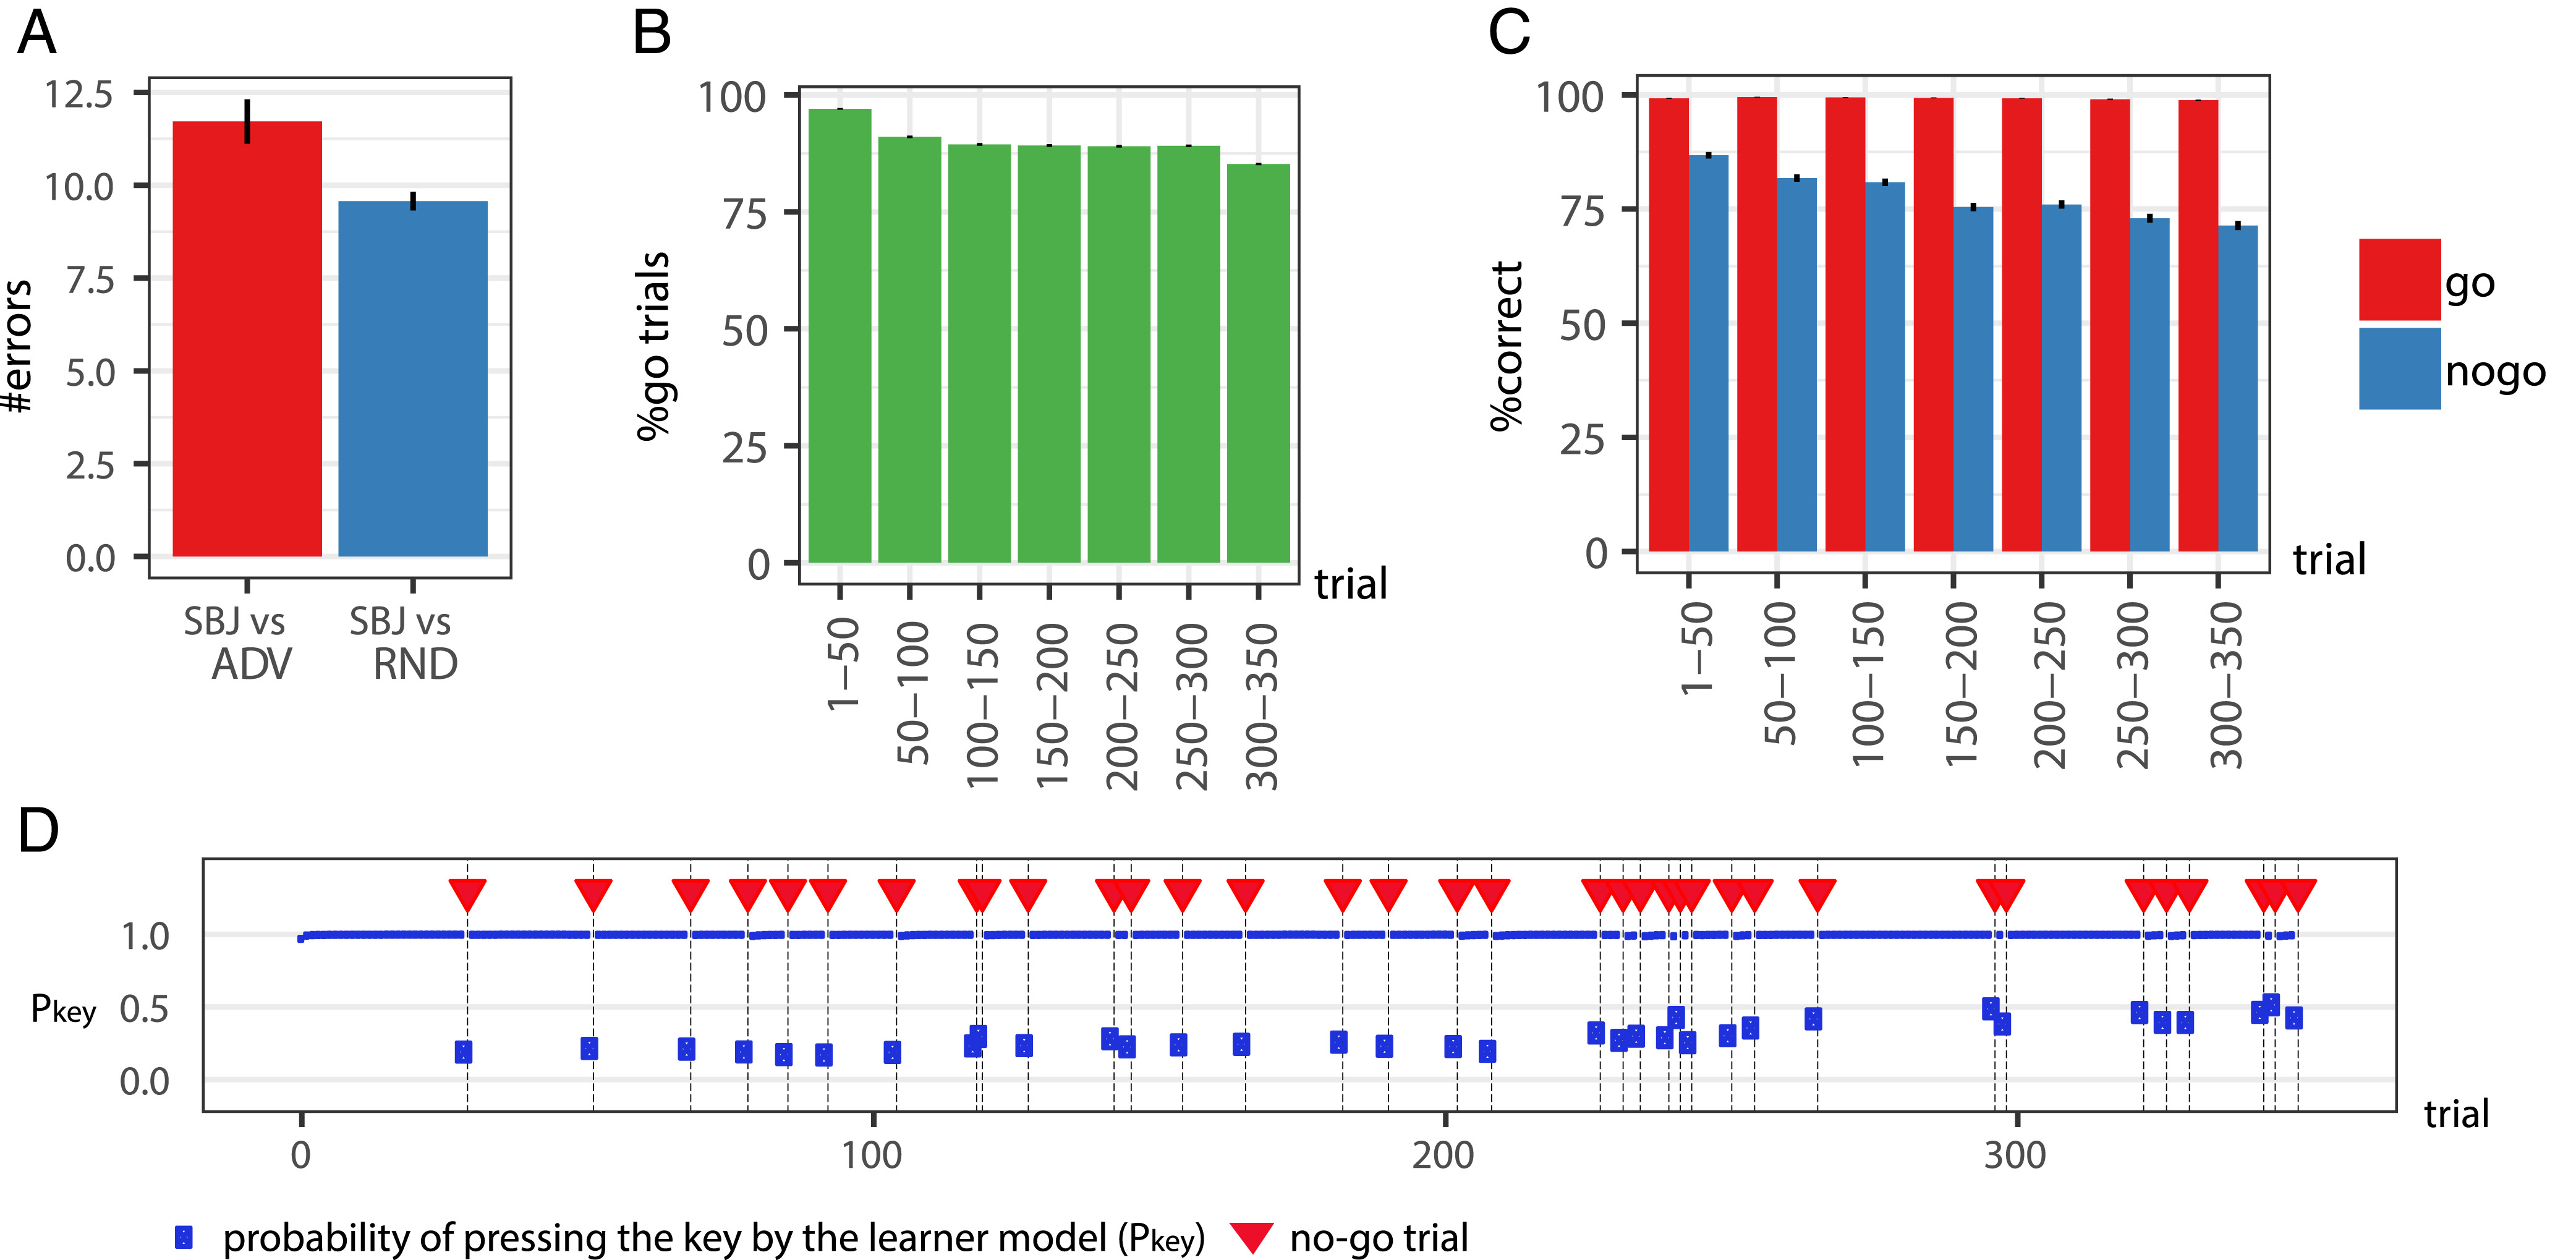 A
B
C
12.5
10.0
7.5
5.0
2.5
0.0
#errors
SBJ vs ADV
SBJ vs RND
100
75
50
25
0
%go trials
trial
1–50
50–100
100–150
150–200
200–250
250–300
300–350
100
75
50
25
0
%correct
trial
1–50
50–100
100–150
150–200
200–250
250–300
300–350
go
nogo
D
1.0
0.5
0.0
Pkey
trial
0
100
200
300
probability of pressing the key by the learner model (Pkey)
no-go trial